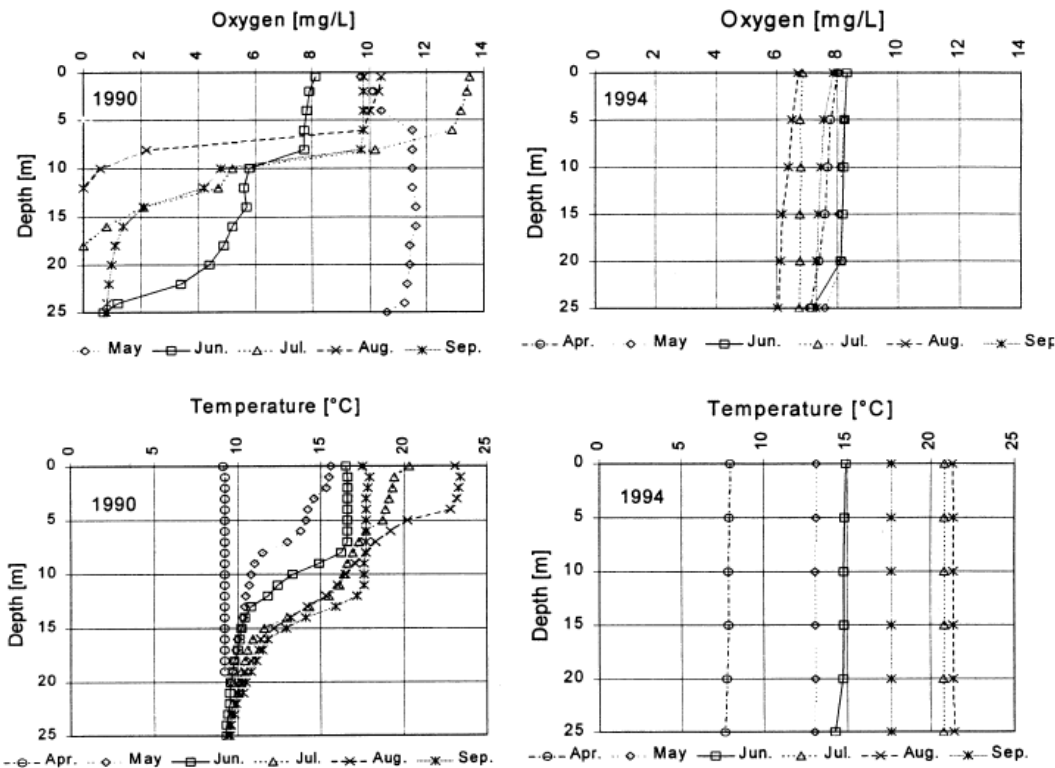 Oxygen [mg/L]
0 2 4 6 8 10 12 14
0
5
10
15
20
25
Depth [m]
1990
May Jun. Jul. Aug. Sep.
Oxygen [mg/L]
0 2 4 6 8 10 12 14
0
5
10
15
20
25
Depth [m]
1994
Apr. May Jun. Jul. Aug. Sep
Temperature [°C]
0 5 10 15 20 25
0
5
10
15
20
25
Depth [m]
1990
Apr. May Jun. Jul. Aug. Sep.
Temperature [°C]
0 5 10 15 20 25
0
5
10
15
20
25
Depth [m]
1994
Apr. May Jun. Jul. Aug. Sep.